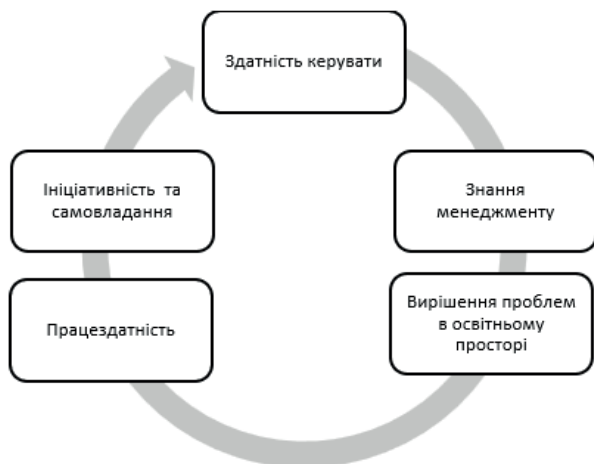 Здатність керувати
Знання
менеджменту
Вирішення проблем
в освітньому
просторі
Працездатність
Ініціативність та
самовладання